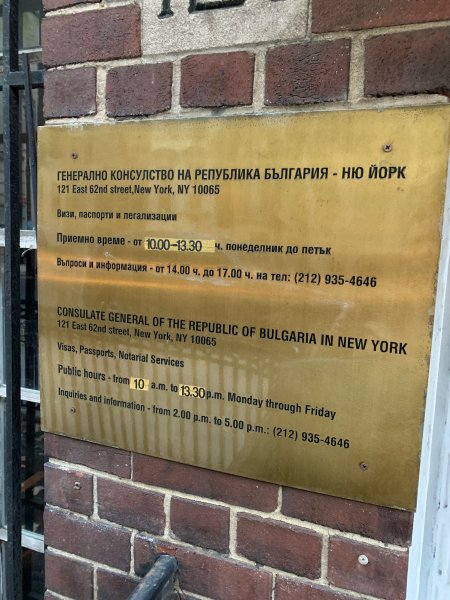 ГЕНЕРАЛНО КОНСУЛСТВО НА РЕПУБЛИКА БЪЛГАРИЯ - НЮ ЙОРК
121 East 62nd street,New York, NY 10065
Визи, паспорти и легализации
Приемно време - от 10.00-13.30 ч. понеделник до петък
Въпроси и информация - от 14.00 ч. до 17.00 ч. на тел: (212) 935-4646
CONSULATE GENERAL OF THE REPUBLIC OF BULGARIA IN NEW YORK
121 East 62nd street, New York, NY 10065
Visas, Passports, Notarial Services
Public hours - from 10 a.m. to 13.30 p.m. Monday through Friday
Inquiries and information - from 2.00 p.m. to 5.00 p.m.: (212) 935-4646